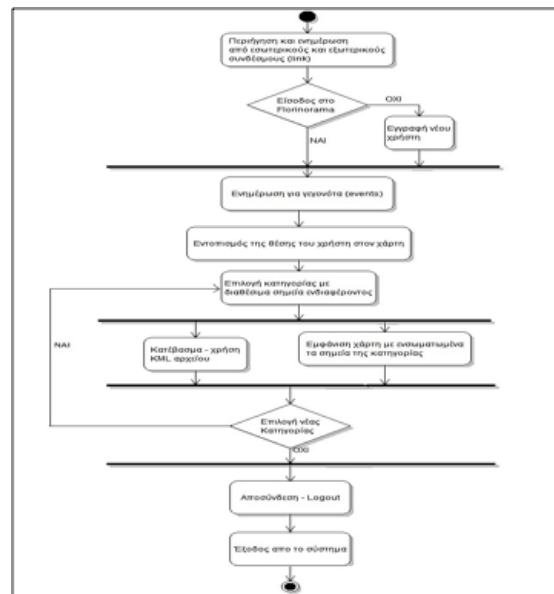 Περιήγηση και ενημέρωση
από εσωτερικούς και εξωτερικούς
συνδέσμους (link)
Είσοδος στο
Florinorama
ΟΧΙ
Εγγραφή νέου
χρήστη
ΝΑΙ
Ενημέρωση για γεγονότα (events)
Εντοπισμός της θέσης του χρήστη στον χάρτη
Επιλογή κατηγορίας με
διαθέσιμα σημεία ενδιαφέροντος
ΝΑΙ
Κατέβασμα - χρήση
KML αρχείου
Εμφάνιση χάρτη με ενσωματωμένα
τα σημεία της κατηγορίας
Επιλογή νέας
Κατηγορίας
ΟΧΙ
Αποσύνδεση - Logout
Έξοδος απο το σύστημα